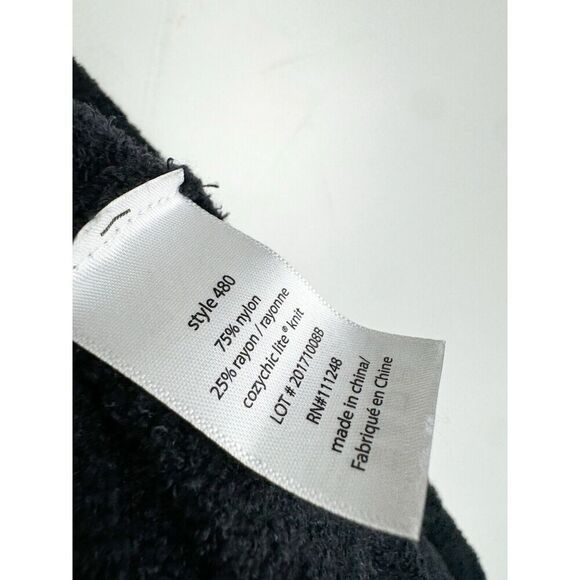 style 480
75% nylon
25% rayon / rayonne
cozychic lite® knit
LOT # 20171008B
RN#111248
made in china/
Fabriqué en Chine